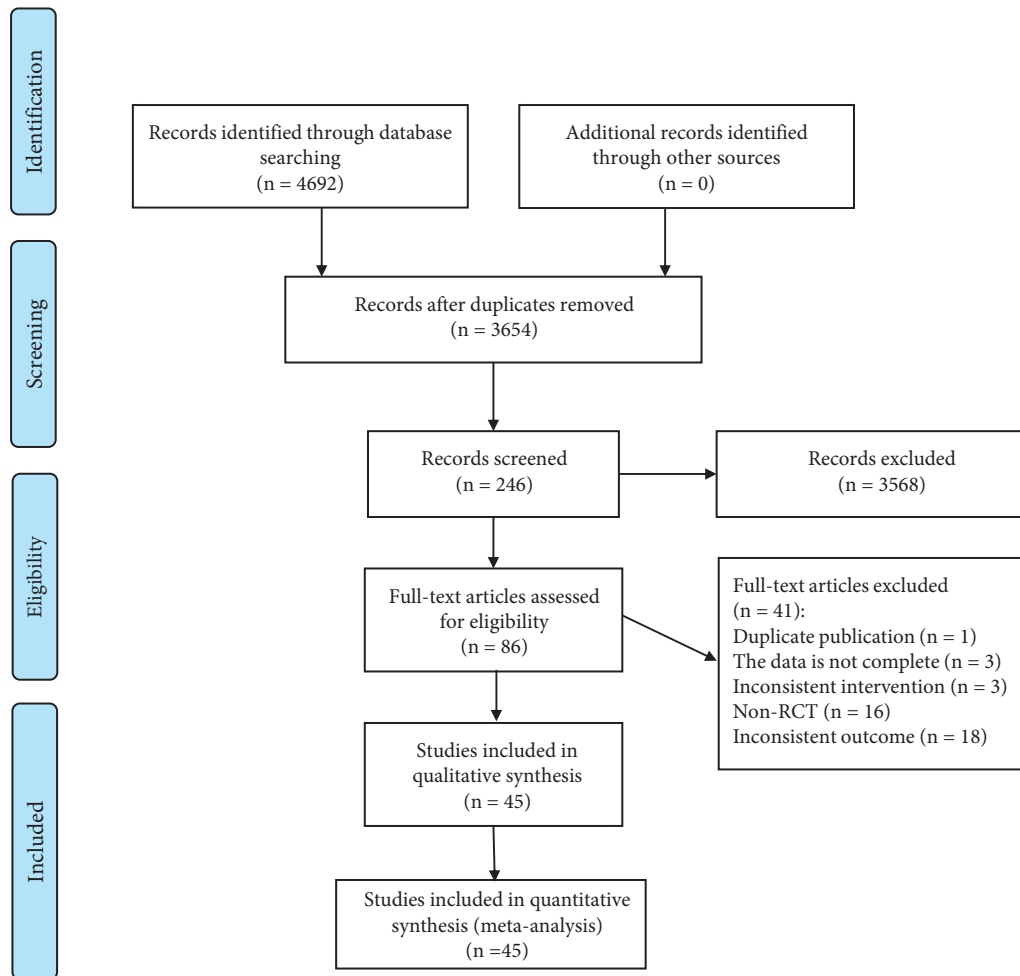 Identification
Records identified through database
searching
(n = 4692)
Additional records identified
through other sources
(n = 0)
Screening
Records after duplicates removed
(n = 3654)
Records screened
(n = 246)
Records excluded
(n = 3568)
Eligibility
Full-text articles assessed
for eligibility
(n = 86)
Full-text articles excluded
(n = 41):
Duplicate publication (n = 1)
The data is not complete (n = 3)
Inconsistent intervention (n = 3)
Non-RCT (n = 16)
Inconsistent outcome (n = 18)
Included
Studies included in
qualitative synthesis
(n = 45)
Studies included in quantitative
synthesis (meta-analysis)
(n =45)